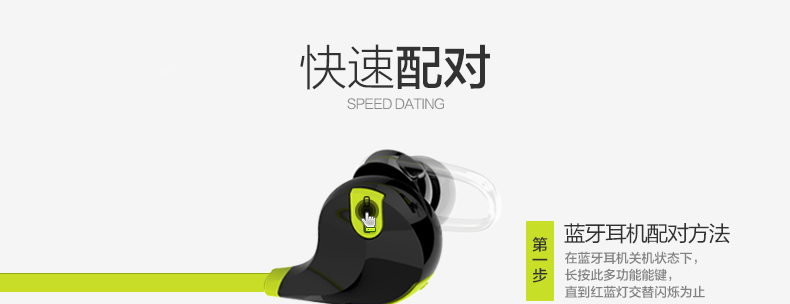 快速配对
SPEED DATING
第一步
蓝牙耳机配对方法
在蓝牙耳机关机状态下,
长按此多功能能键,
直到红蓝灯交替闪烁为止